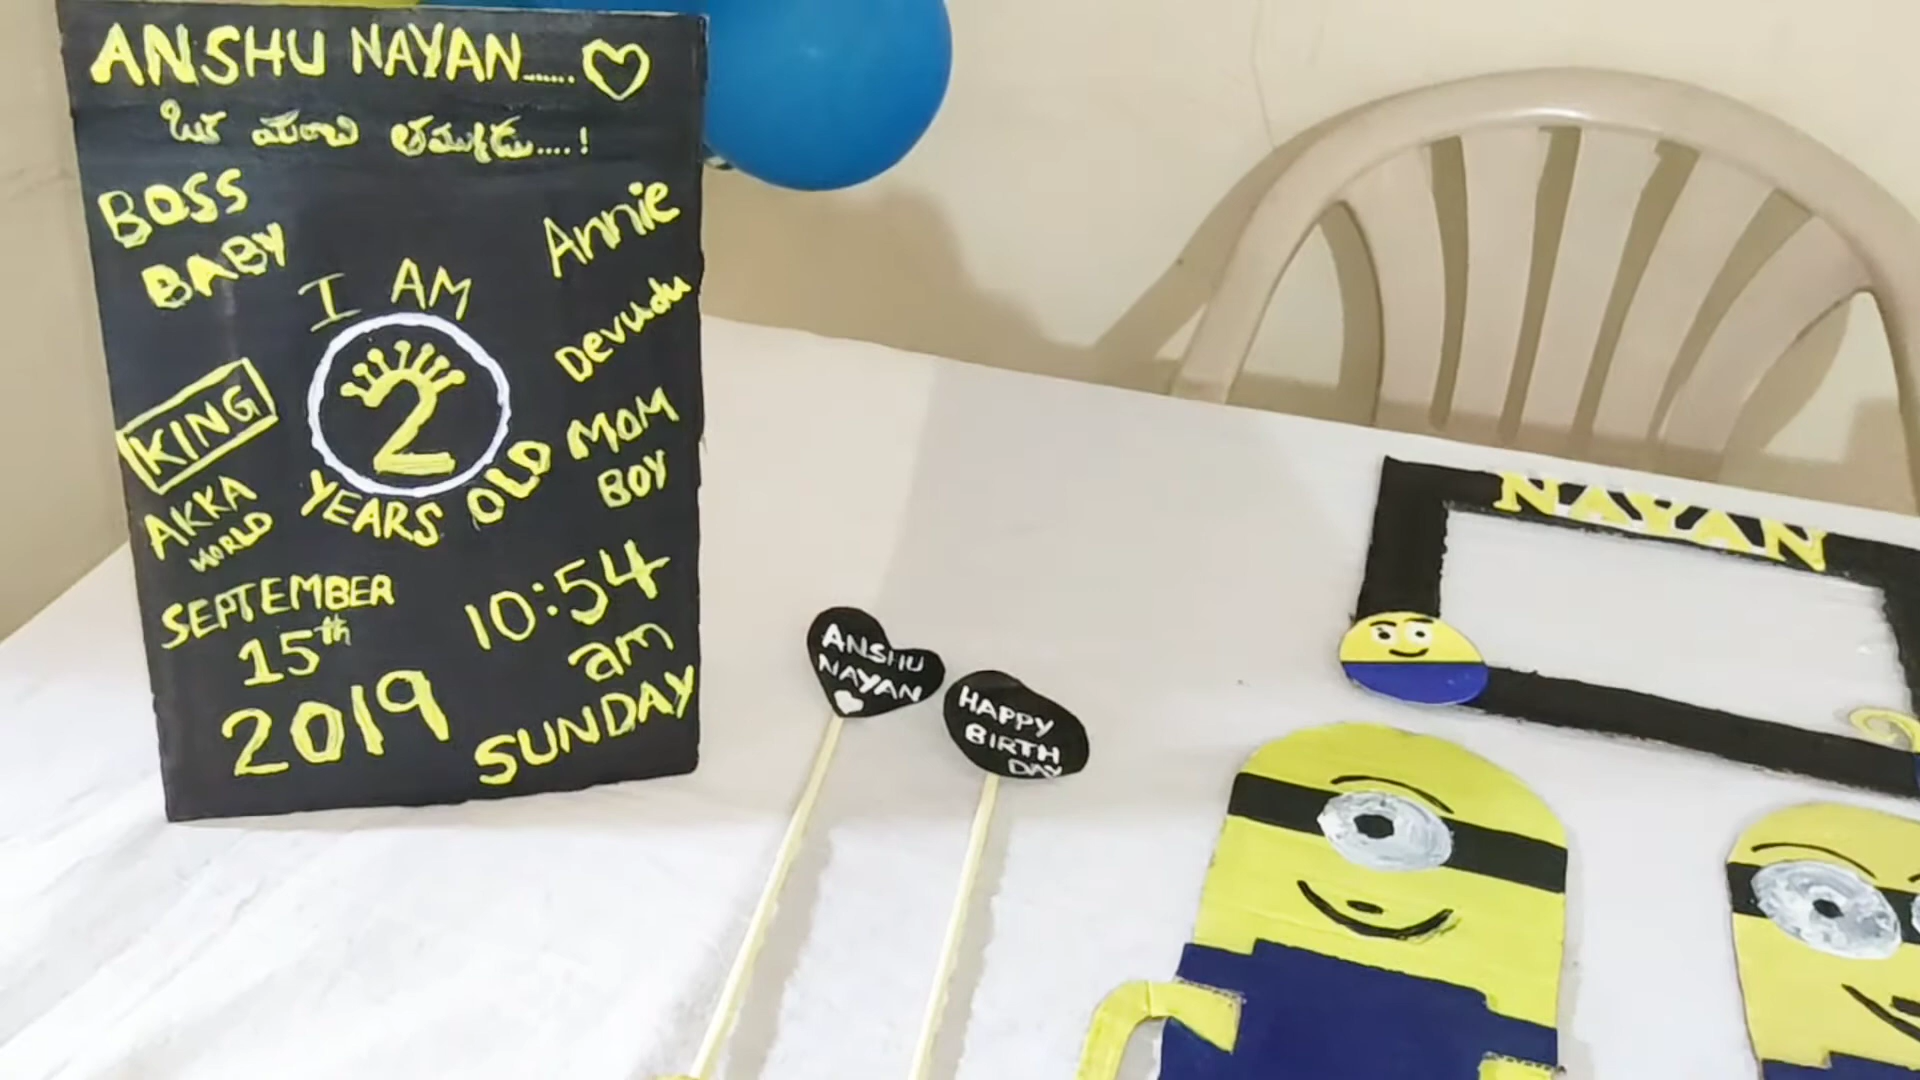 ANSHU NAYAN......
ఒక మంచి తమ్ముడు....!
BOSS
BABY
Annie
I AM
2
YEARS OLD
Devudu
KING
MOM
BOY
AKKA
WORLD
SEPTEMBER
15th
2019
10:54
am
SUNDAY
ANSHU
NAYAN
HAPPY
BIRTH
DAY
NAYAN